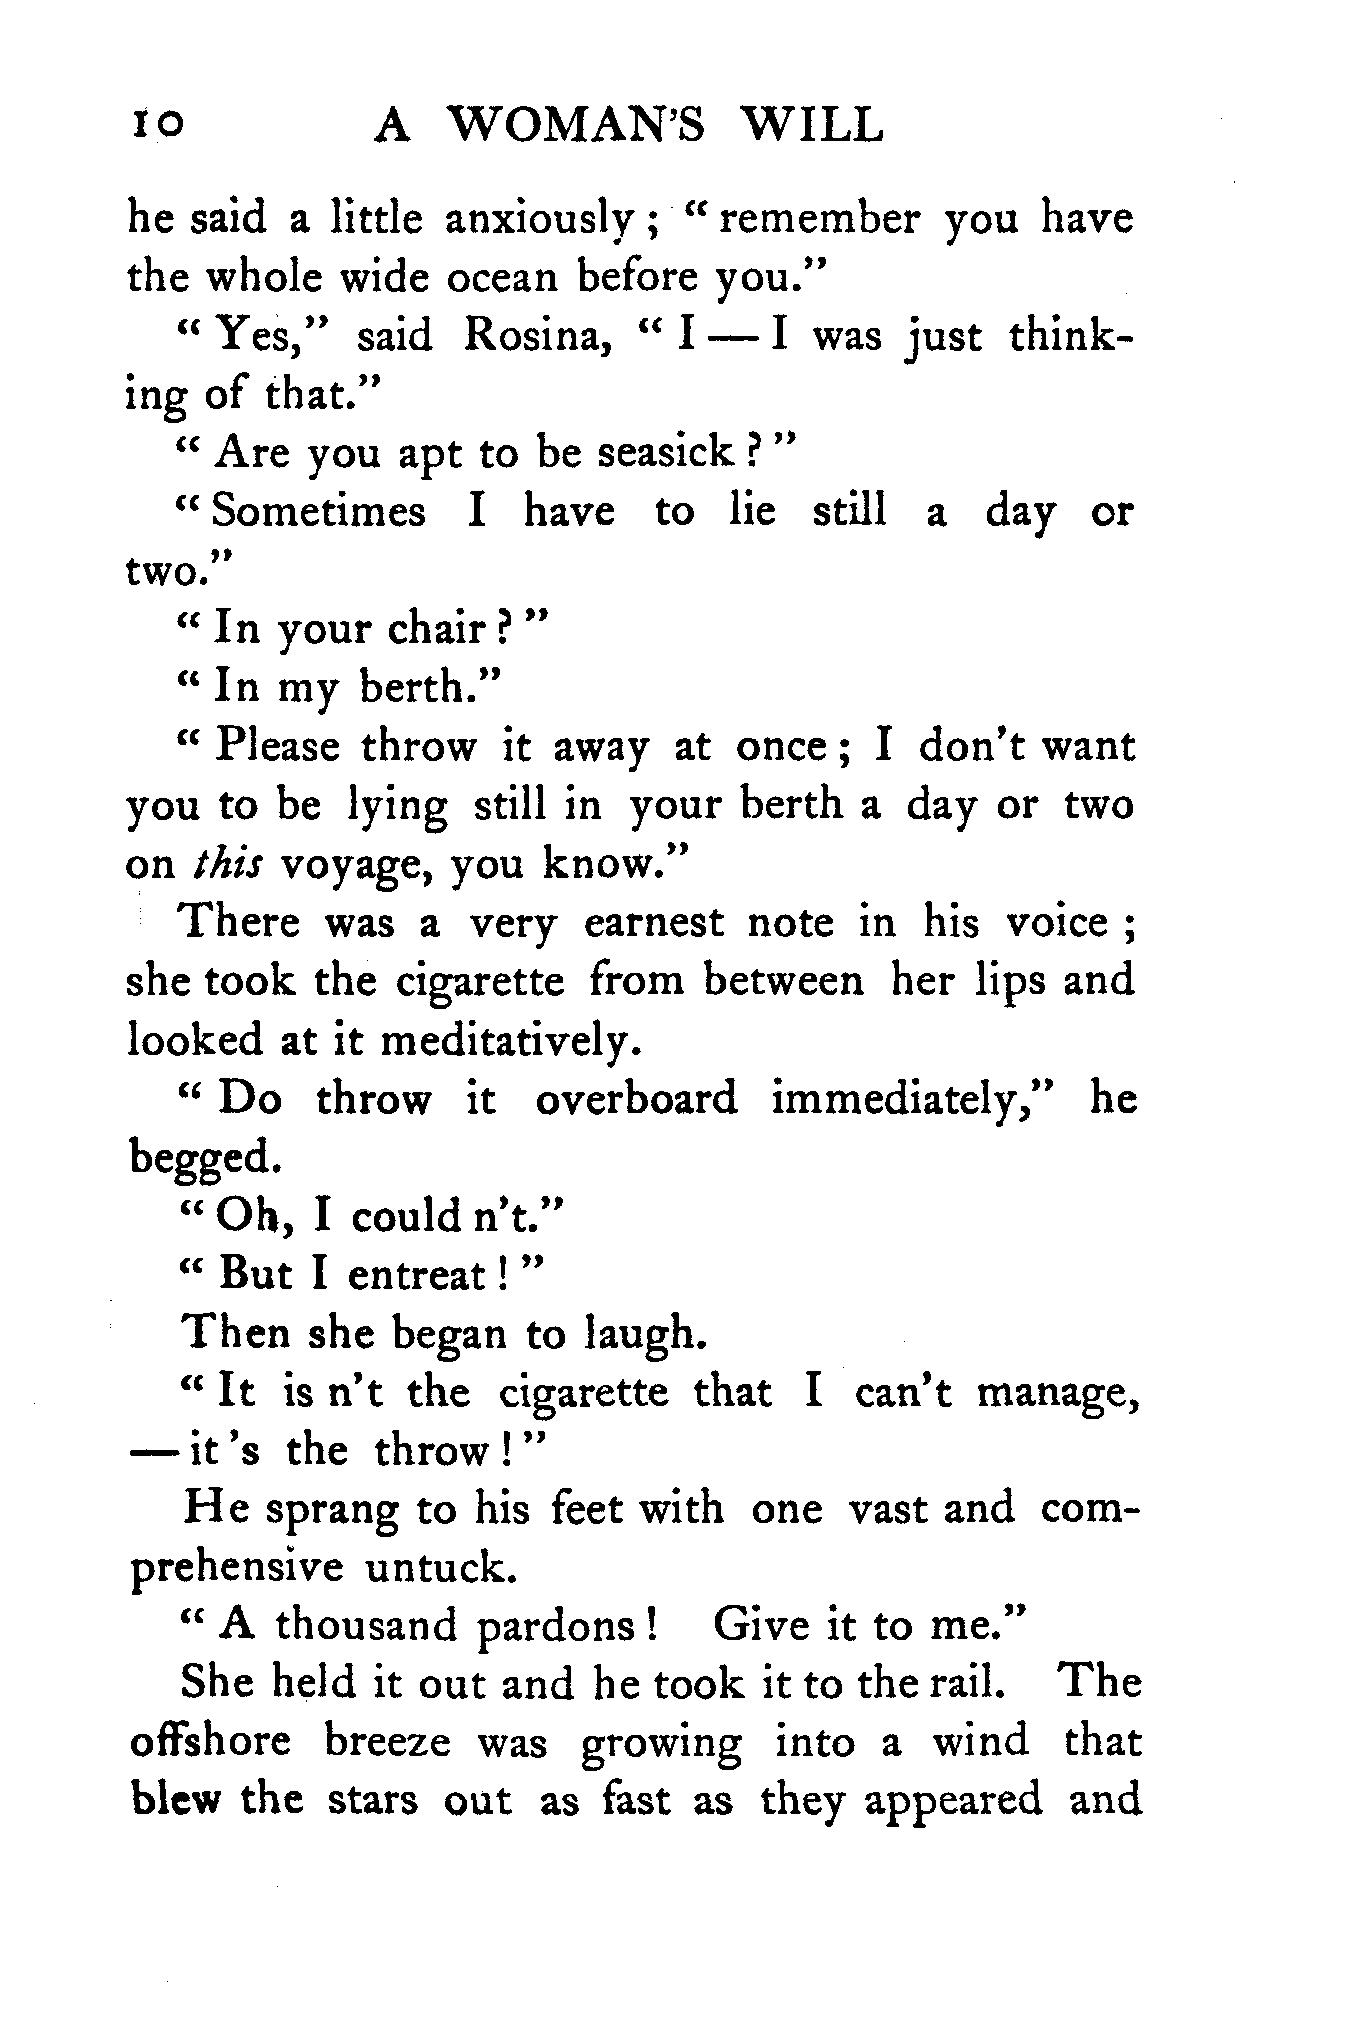 10 A WOMAN'S WILL
he said a little anxiously; "remember you have
the whole wide ocean before you."
"Yes," said Rosina, "I—I was just think-
ing of that."
"Are you apt to be seasick?"
"Sometimes I have to lie still a day or
two."
"In your chair?"
"In my berth."
"Please throw it away at once; I don't want
you to be lying still in your berth a day or two
on this voyage, you know."
There was a very earnest note in his voice;
she took the cigarette from between her lips and
looked at it meditatively.
"Do throw it overboard immediately," he
begged.
"Oh, I could n't."
"But I entreat!"
Then she began to laugh.
"It is n't the cigarette that I can't manage,
—it 's the throw!"
He sprang to his feet with one vast and com-
prehensive untuck.
"A thousand pardons! Give it to me."
She held it out and he took it to the rail. The
offshore breeze was growing into a wind that
blew the stars out as fast as they appeared and